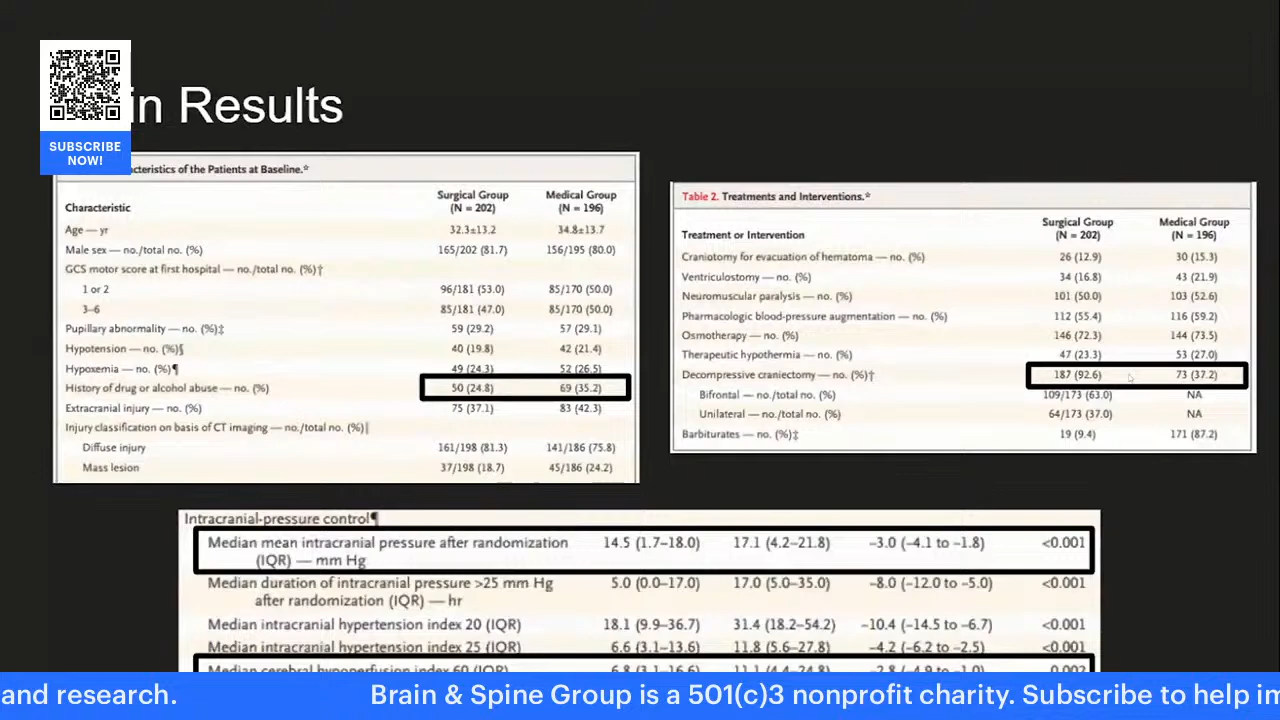 in Results
SUBSCRIBE
NOW!
cteristics of the Patients at Baseline.*
Characteristic Surgical Group (N = 202) Medical Group (N = 196)
Age — yr 32.3±13.2 34.8±13.7
Male sex — no./total no. (%) 165/202 (81.7) 156/195 (80.0)
GCS motor score at first hospital — no./total no. (%)†
1 or 2 96/181 (53.0) 85/170 (50.0)
3–6 85/181 (47.0) 85/170 (50.0)
Pupillary abnormality — no. (%)‡ 59 (29.2) 57 (29.1)
Hypotension — no. (%)§ 40 (19.8) 42 (21.4)
Hypoxemia — no. (%)¶ 49 (24.3) 52 (26.5)
History of drug or alcohol abuse — no. (%) 50 (24.8) 69 (35.2)
Extracranial injury — no. (%) 75 (37.1) 83 (42.3)
Injury classification on basis of CT imaging — no./total no. (%)‖
Diffuse injury 161/198 (81.3) 141/186 (75.8)
Mass lesion 37/198 (18.7) 45/186 (24.2)
Table 2. Treatments and Interventions.*
Treatment or Intervention Surgical Group (N = 202) Medical Group (N = 196)
Craniotomy for evacuation of hematoma — no. (%) 26 (12.9) 30 (15.3)
Ventriculostomy — no. (%) 34 (16.8) 43 (21.9)
Neuromuscular paralysis — no. (%) 101 (50.0) 103 (52.6)
Pharmacologic blood-pressure augmentation — no. (%) 112 (55.4) 116 (59.2)
Osmotherapy — no. (%) 146 (72.3) 144 (73.5)
Therapeutic hypothermia — no. (%) 47 (23.3) 53 (27.0)
Decompressive craniectomy — no. (%)† 187 (92.6) 73 (37.2)
Bifrontal — no./total no. (%) 109/173 (63.0) NA
Unilateral — no./total no. (%) 64/173 (37.0) NA
Barbiturates — no. (%)‡ 19 (9.4) 171 (87.2)
Intracranial-pressure control¶
Median mean intracranial pressure after randomization 14.5 (1.7–18.0) 17.1 (4.2–21.8) –3.0 (–4.1 to –1.8) <0.001
(IQR) — mm Hg
Median duration of intracranial pressure >25 mm Hg 5.0 (0.0–17.0) 17.0 (5.0–35.0) –8.0 (–12.0 to –5.0) <0.001
after randomization (IQR) — hr
Median intracranial hypertension index 20 (IQR) 18.1 (9.9–36.7) 31.4 (18.2–54.2) –10.4 (–14.5 to –6.7) <0.001
Median intracranial hypertension index 25 (IQR) 6.6 (3.1–13.6) 11.8 (5.6–27.8) –4.2 (–6.2 to –2.5) <0.001
Median cerebral hypoperfusion index 60 (IQR)
and research. Brain & Spine Group is a 501(c)3 nonprofit charity. Subscribe to help